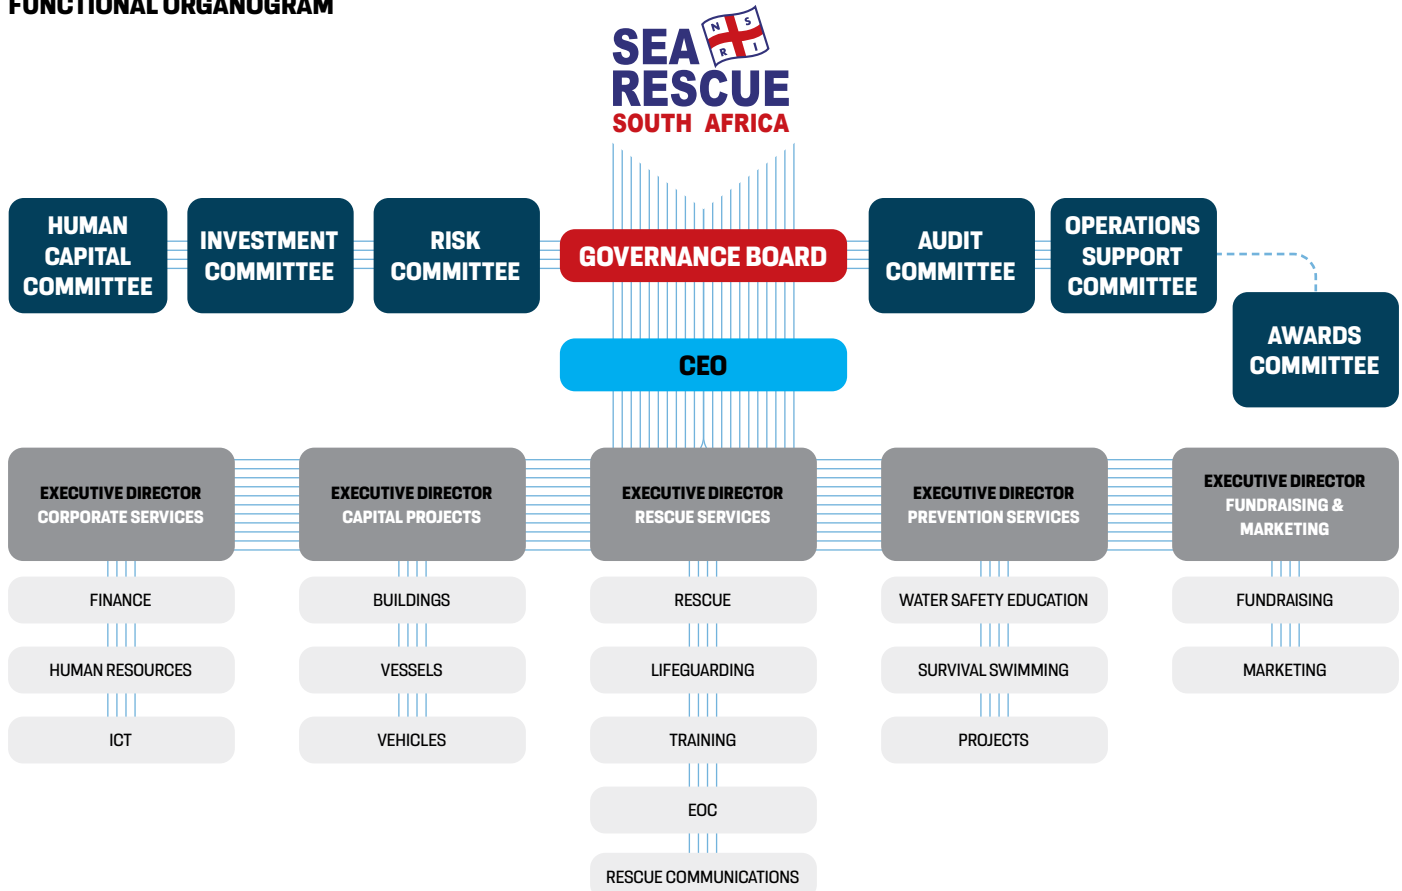 FUNCTIONAL ORGANOGRAM
SEA
N S
R I
RESCUE
SOUTH AFRICA
HUMAN
CAPITAL
COMMITTEE
INVESTMENT
COMMITTEE
RISK
COMMITTEE
GOVERNANCE BOARD
AUDIT
COMMITTEE
OPERATIONS
SUPPORT
COMMITTEE
AWARDS
COMMITTEE
CEO
EXECUTIVE DIRECTOR
CORPORATE SERVICES
EXECUTIVE DIRECTOR
CAPITAL PROJECTS
EXECUTIVE DIRECTOR
RESCUE SERVICES
EXECUTIVE DIRECTOR
PREVENTION SERVICES
EXECUTIVE DIRECTOR
FUNDRAISING &
MARKETING
FINANCE
HUMAN RESOURCES
ICT
BUILDINGS
VESSELS
VEHICLES
RESCUE
LIFEGUARDING
TRAINING
EOC
RESCUE COMMUNICATIONS
WATER SAFETY EDUCATION
SURVIVAL SWIMMING
PROJECTS
FUNDRAISING
MARKETING